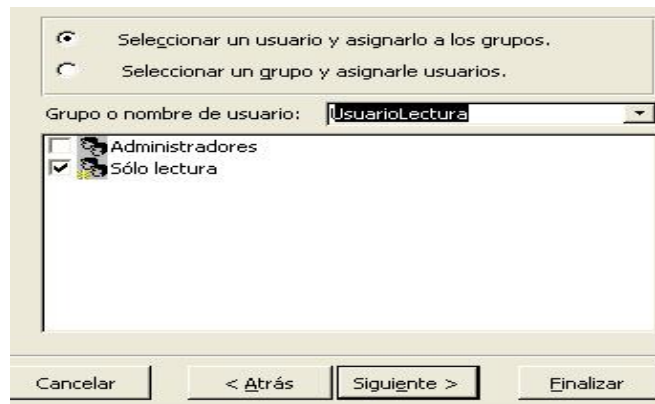 Seleccionar un usuario y asignarlo a los grupos.
Seleccionar un grupo y asignarle usuarios.
Grupo o nombre de usuario: UsuarioLectura
Administradores
Sólo lectura
Cancelar < Atrás Siguiente > Finalizar